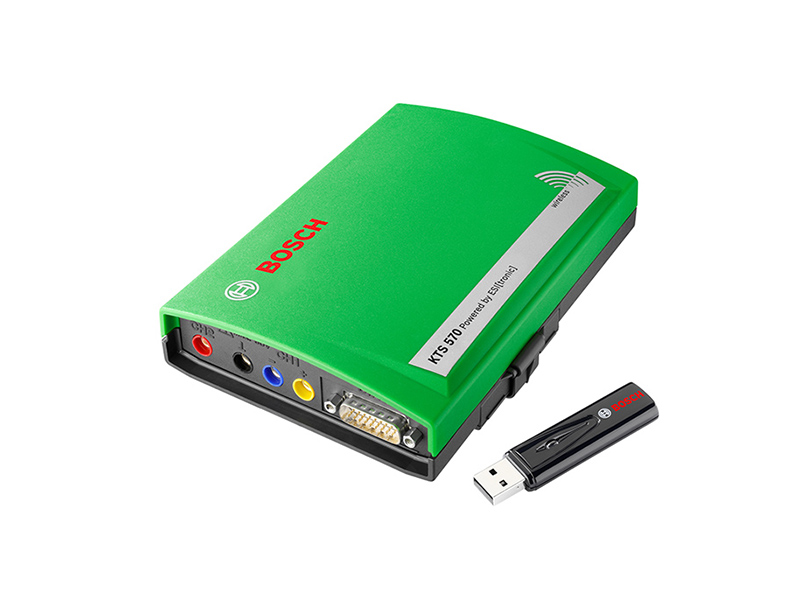 BOSCH
wireless
KTS 570 Powered by ESI[tronic]
CH2
CH1
BOSCH